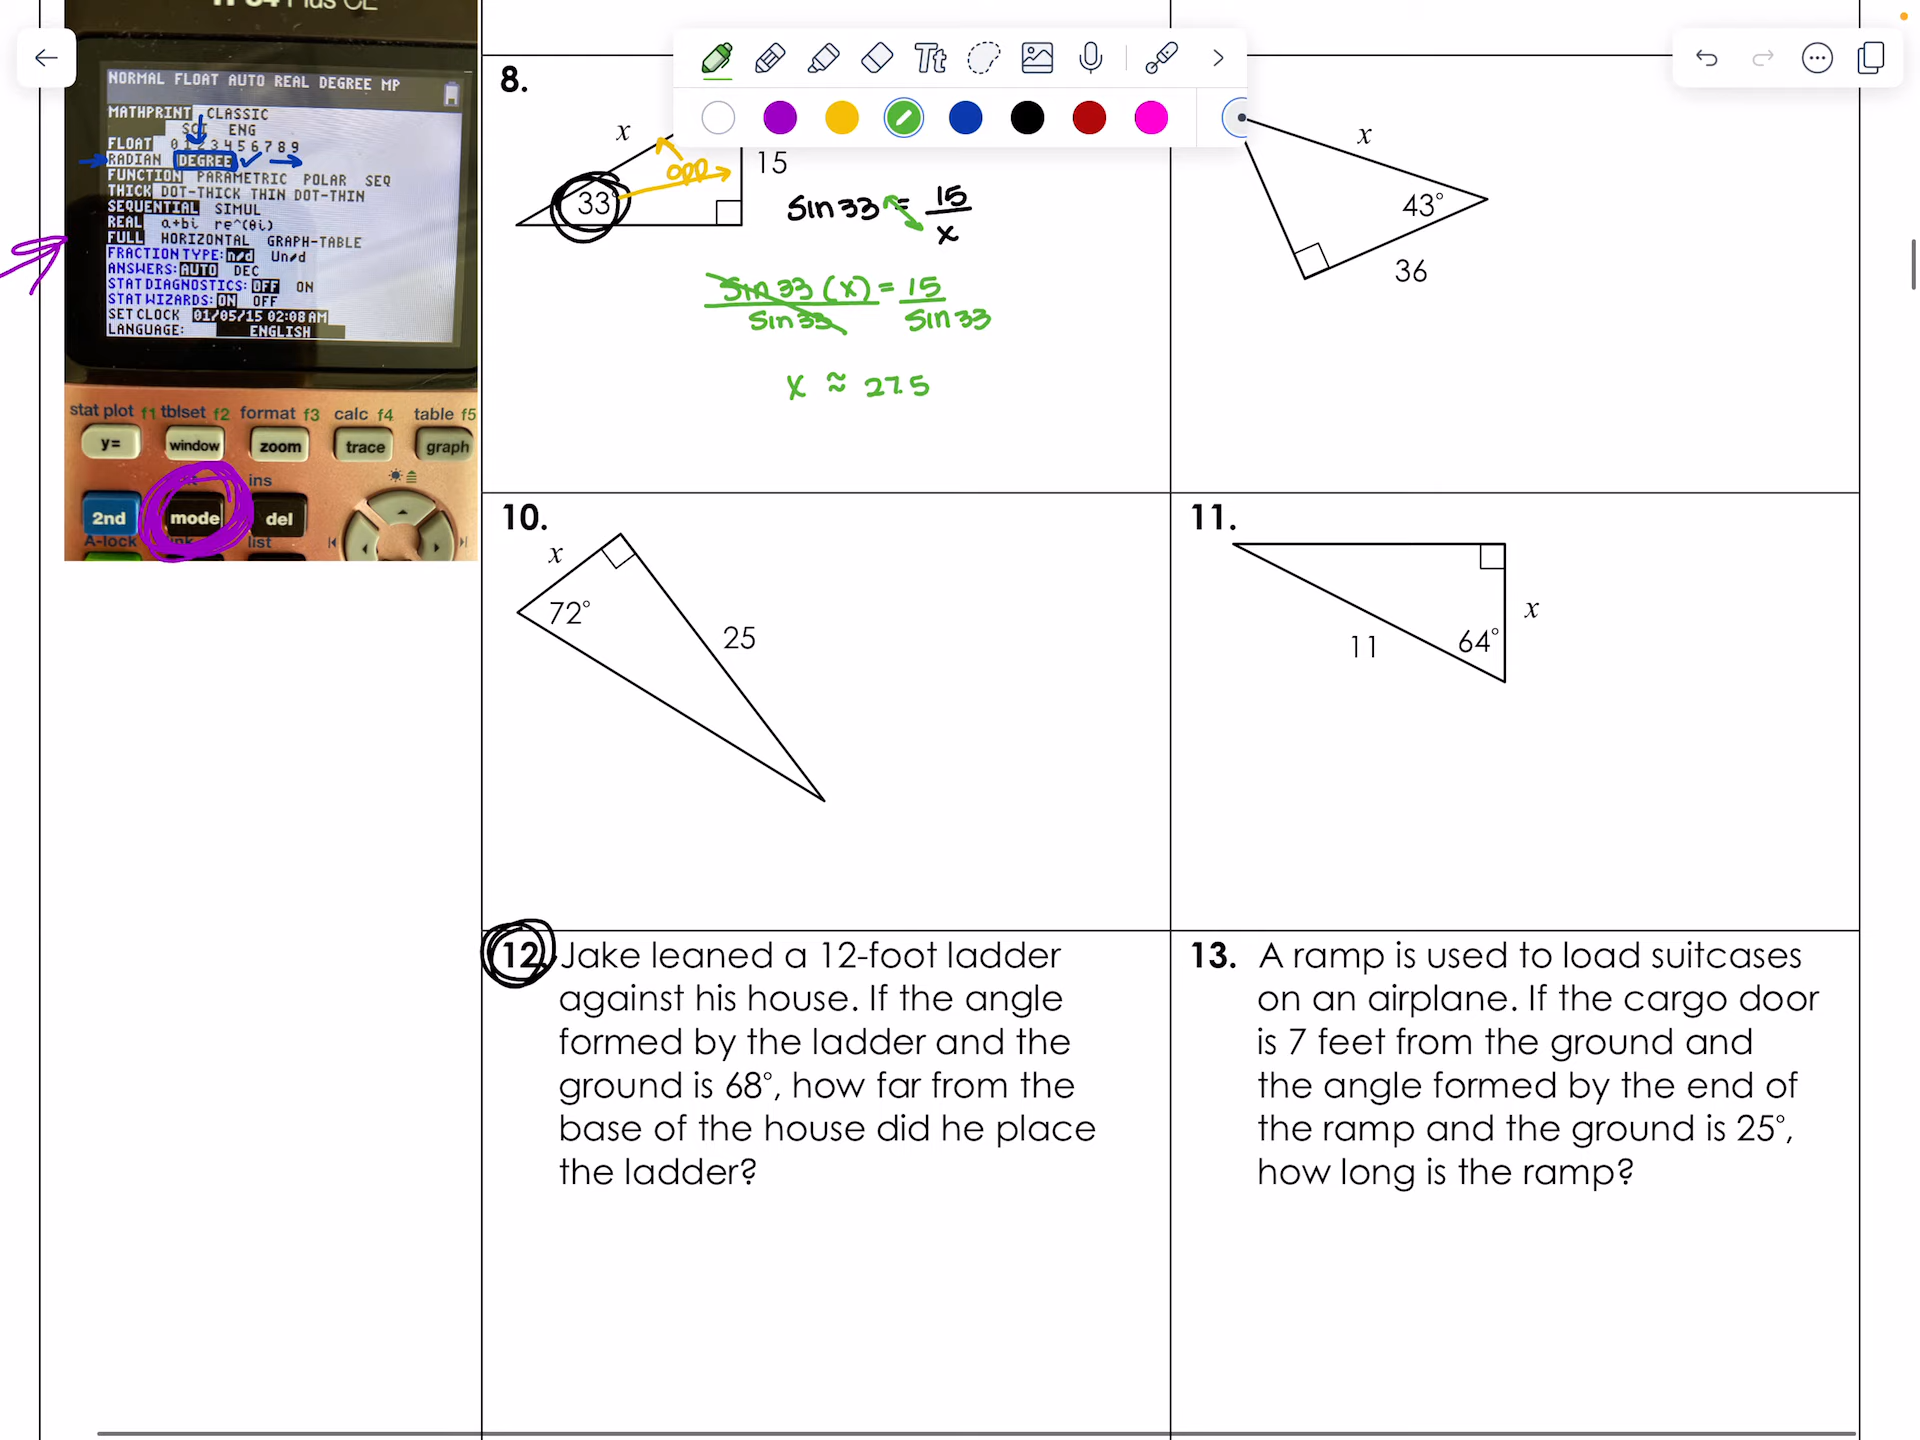 TI-84 Plus CE
NORMAL FLOAT AUTO REAL DEGREE MP
MATHPRINT CLASSIC
SCI ENG
FLOAT 0 1 2 3 4 5 6 7 8 9
RADIAN DEGREE
FUNCTION PARAMETRIC POLAR SEQ
THICK DOT-THICK THIN DOT-THIN
SEQUENTIAL SIMUL
REAL a+bi re^(θi)
FULL HORIZONTAL GRAPH-TABLE
FRACTION TYPE: n/d Un/d
ANSWERS: AUTO DEC
STAT DIAGNOSTICS: OFF ON
STAT WIZARDS: ON OFF
SET CLOCK 01/05/15 02:08 AM
LANGUAGE: ENGLISH
stat plot f1 tblset f2 format f3 calc f4 table f5
y= window zoom trace graph
ins
2nd mode del
A-lock link list
Tt
8.
x
opp
15
33°
sin 33 = 15
x
sin 33 (x) = 15
sin 33 sin 33
x ≈ 27.5
x
43°
36
10.
x
72°
25
11.
x
64°
11
12. Jake leaned a 12-foot ladder
against his house. If the angle
formed by the ladder and the
ground is 68°, how far from the
base of the house did he place
the ladder?
13. A ramp is used to load suitcases
on an airplane. If the cargo door
is 7 feet from the ground and
the angle formed by the end of
the ramp and the ground is 25°,
how long is the ramp?